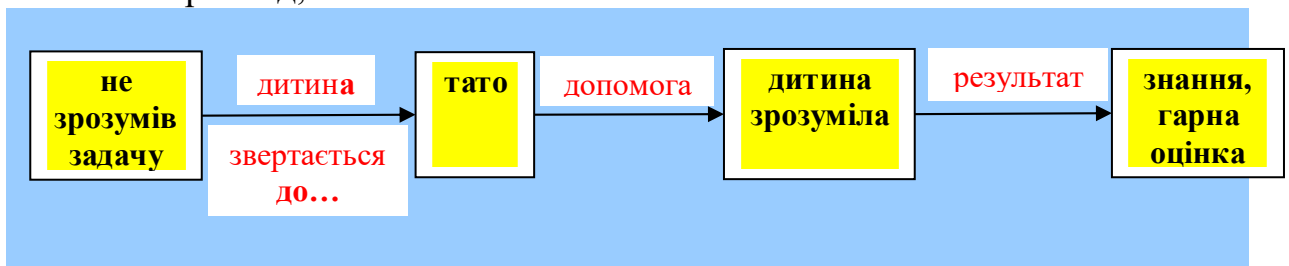 не
зрозумів
задачу
дитина
звертається
до…
тато
допомога
дитина
зрозуміла
результат
знання,
гарна
оцінка